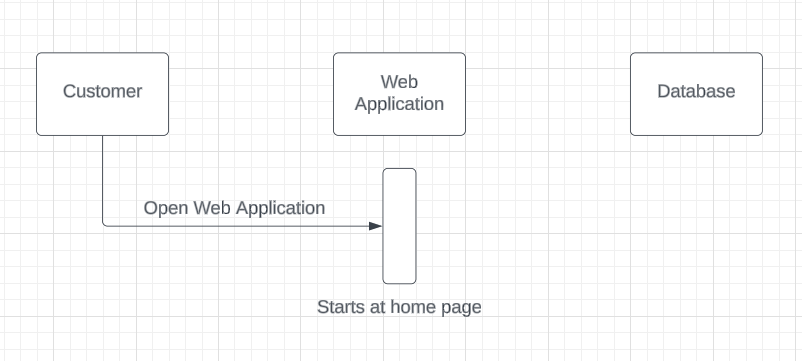 Customer
Web
Application
Database
Open Web Application
Starts at home page